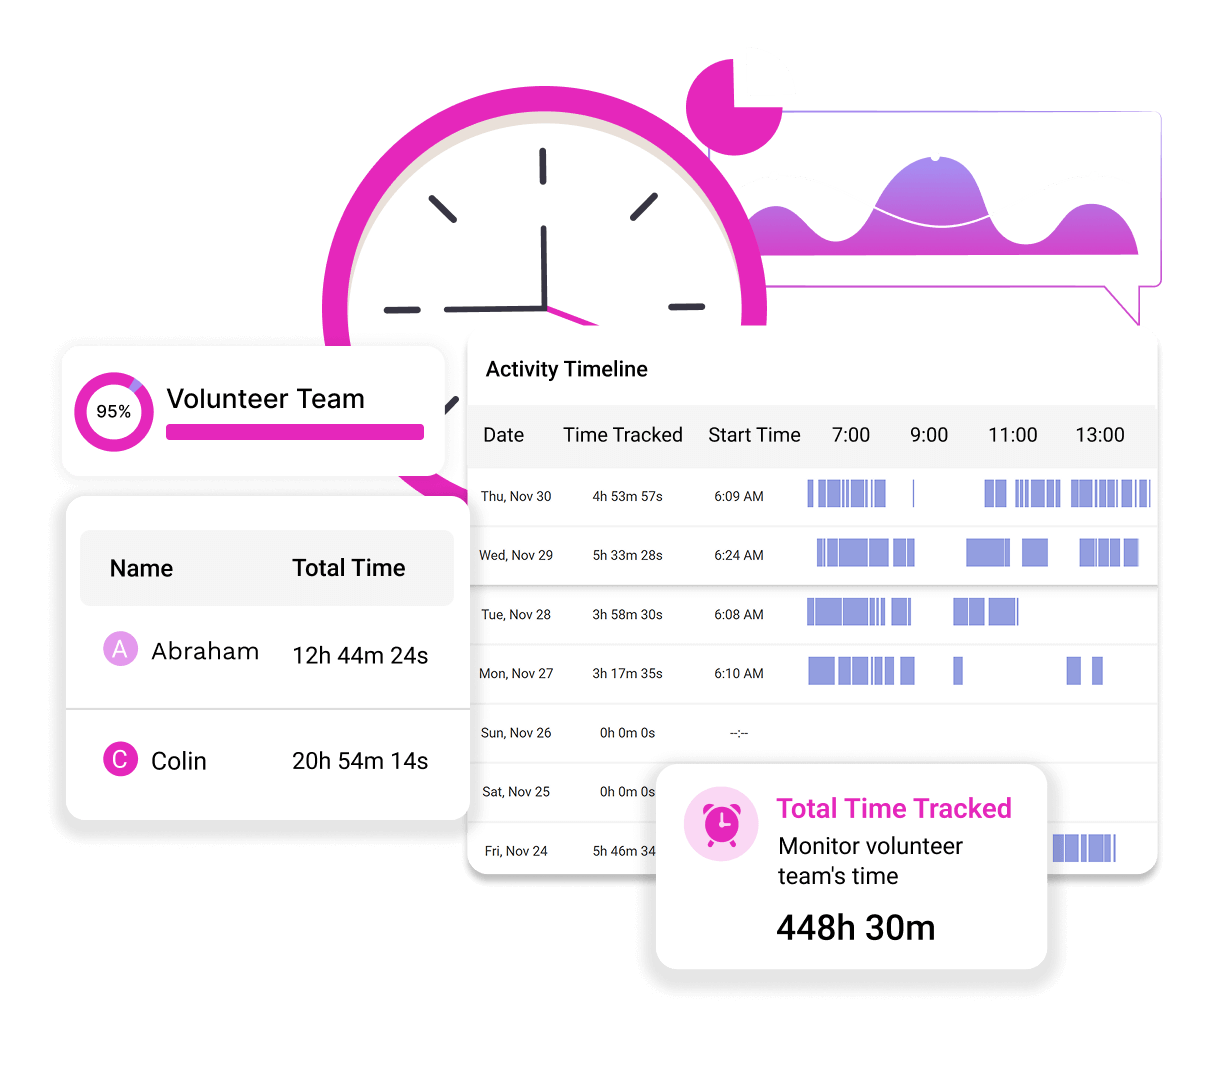 95%
Volunteer Team
Name Total Time
A Abraham 12h 44m 24s
C Colin 20h 54m 14s
Activity Timeline
Date Time Tracked Start Time 7:00 9:00 11:00 13:00
Thu, Nov 30 4h 53m 57s 6:09 AM
Wed, Nov 29 5h 33m 28s 6:24 AM
Tue, Nov 28 3h 58m 30s 6:08 AM
Mon, Nov 27 3h 17m 35s 6:10 AM
Sun, Nov 26 0h 0m 0s --:--
Sat, Nov 25 0h 0m 0s
Fri, Nov 24 5h 46m 34
Total Time Tracked
Monitor volunteer
team's time
448h 30m